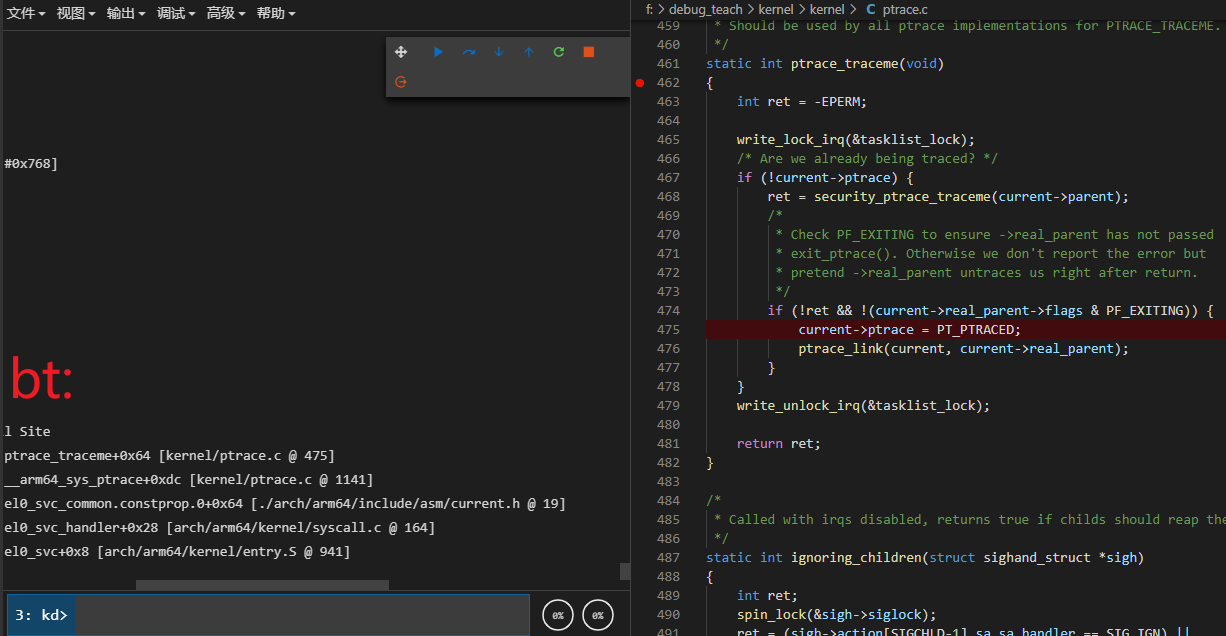 文件 视图 输出 调试 高级 帮助
#0x768]
bt:
l Site
ptrace_traceme+0x64 [kernel/ptrace.c @ 475]
__arm64_sys_ptrace+0xdc [kernel/ptrace.c @ 1141]
el0_svc_common.constprop.0+0x64 [./arch/arm64/include/asm/current.h @ 19]
el0_svc_handler+0x28 [arch/arm64/kernel/syscall.c @ 164]
el0_svc+0x8 [arch/arm64/kernel/entry.S @ 941]
3: kd>
0%
0%
f: > debug_teach > kernel > kernel > C ptrace.c
459 * Should be used by all ptrace implementations for PTRACE_TRACEME.
460 */
461 static int ptrace_traceme(void)
462 {
463 int ret = -EPERM;
464
465 write_lock_irq(&tasklist_lock);
466 /* Are we already being traced? */
467 if (!current->ptrace) {
468 ret = security_ptrace_traceme(current->parent);
469 /*
470 * Check PF_EXITING to ensure ->real_parent has not passed
471 * exit_ptrace(). Otherwise we don't report the error but
472 * pretend ->real_parent untraces us right after return.
473 */
474 if (!ret && !(current->real_parent->flags & PF_EXITING)) {
475 current->ptrace = PT_PTRACED;
476 ptrace_link(current, current->real_parent);
477 }
478 }
479 write_unlock_irq(&tasklist_lock);
480
481 return ret;
482 }
483
484 /*
485 * Called with irqs disabled, returns true if childs should reap the
486 */
487 static int ignoring_children(struct sighand_struct *sigh)
488 {
489 int ret;
490 spin_lock(&sigh->siglock);
491 ret = (sigh->action[SIGCHLD-1].sa.sa_handler == SIG_IGN) ||